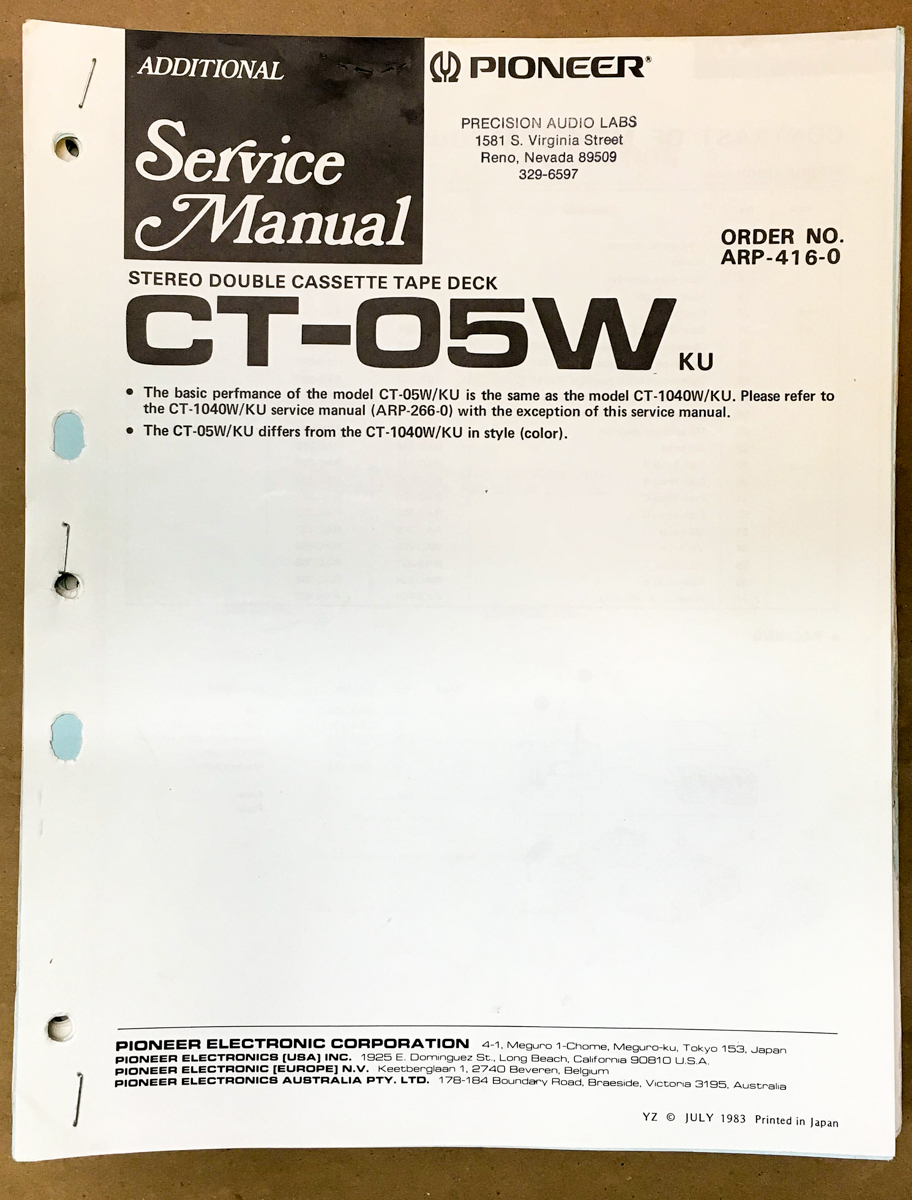 ADDITIONAL
Service
Manual
PIONEER®
PRECISION AUDIO LABS
1581 S. Virginia Street
Reno, Nevada 89509
329-6597
ORDER NO.
ARP-416-0
STEREO DOUBLE CASSETTE TAPE DECK
CT-05W KU
• The basic perfmance of the model CT-05W/KU is the same as the model CT-1040W/KU. Please refer to
the CT-1040W/KU service manual (ARP-266-0) with the exception of this service manual.
• The CT-05W/KU differs from the CT-1040W/KU in style (color).
PIONEER ELECTRONIC CORPORATION 4-1, Meguro 1-Chome, Meguro-ku, Tokyo 153, Japan
PIONEER ELECTRONICS [USA] INC. 1925 E. Dominguez St., Long Beach, California 90810 U.S.A.
PIONEER ELECTRONIC [EUROPE] N.V. Keetberglaan 1, 2740 Beveren, Belgium
PIONEER ELECTRONICS AUSTRALIA PTY. LTD. 178-184 Boundary Road, Braeside, Victoria 3195, Australia
YZ © JULY 1983 Printed in Japan